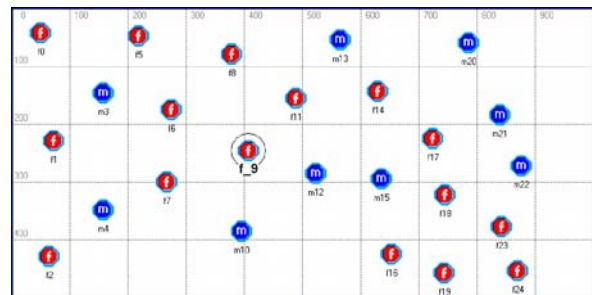 0 100 200 300 400 500 600 700 800 900
f f m m
f0 f5 m13 m20
f
f8
100
m f f m
m3 f11 f14 m21
f
f6
200
f f f
f1 f_9 f17
m m m
m12 m15 m22
300
f f
f7 f18
m m f
m4 m10 f23
400
f f f f
f2 f16 f19 f24